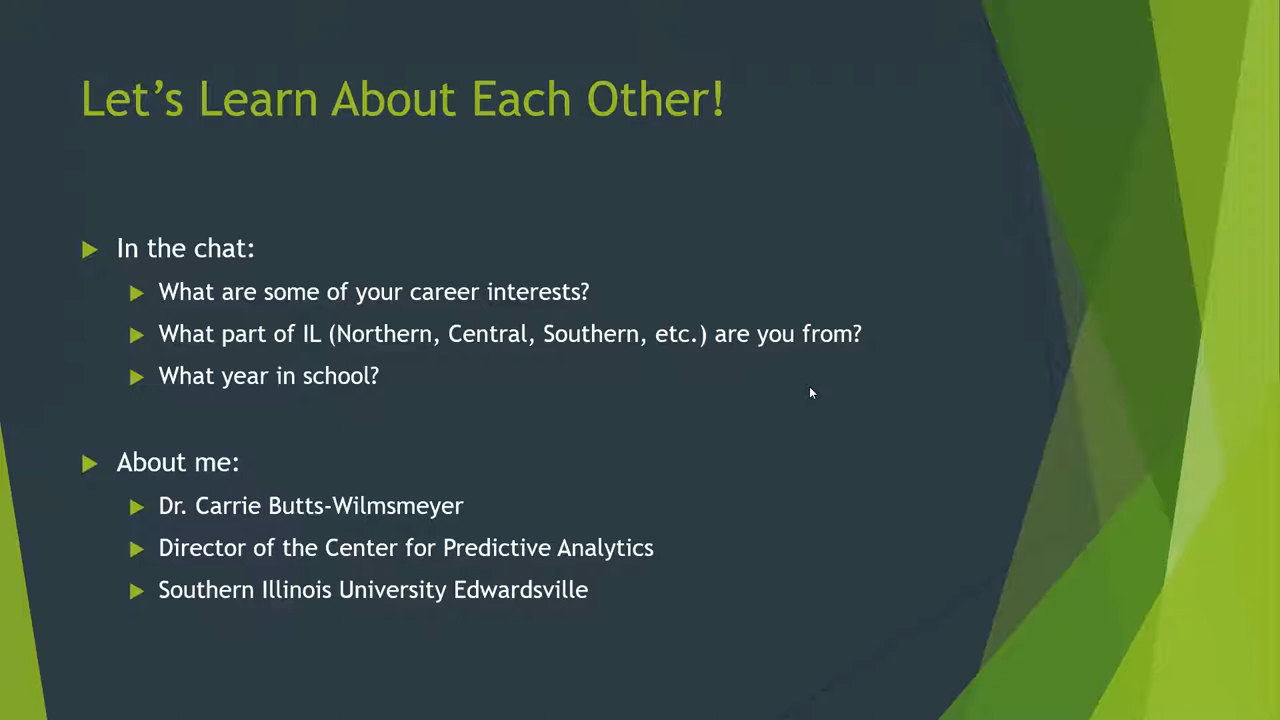 Let’s Learn About Each Other!
In the chat:
What are some of your career interests?
What part of IL (Northern, Central, Southern, etc.) are you from?
What year in school?
About me:
Dr. Carrie Butts-Wilmsmeyer
Director of the Center for Predictive Analytics
Southern Illinois University Edwardsville